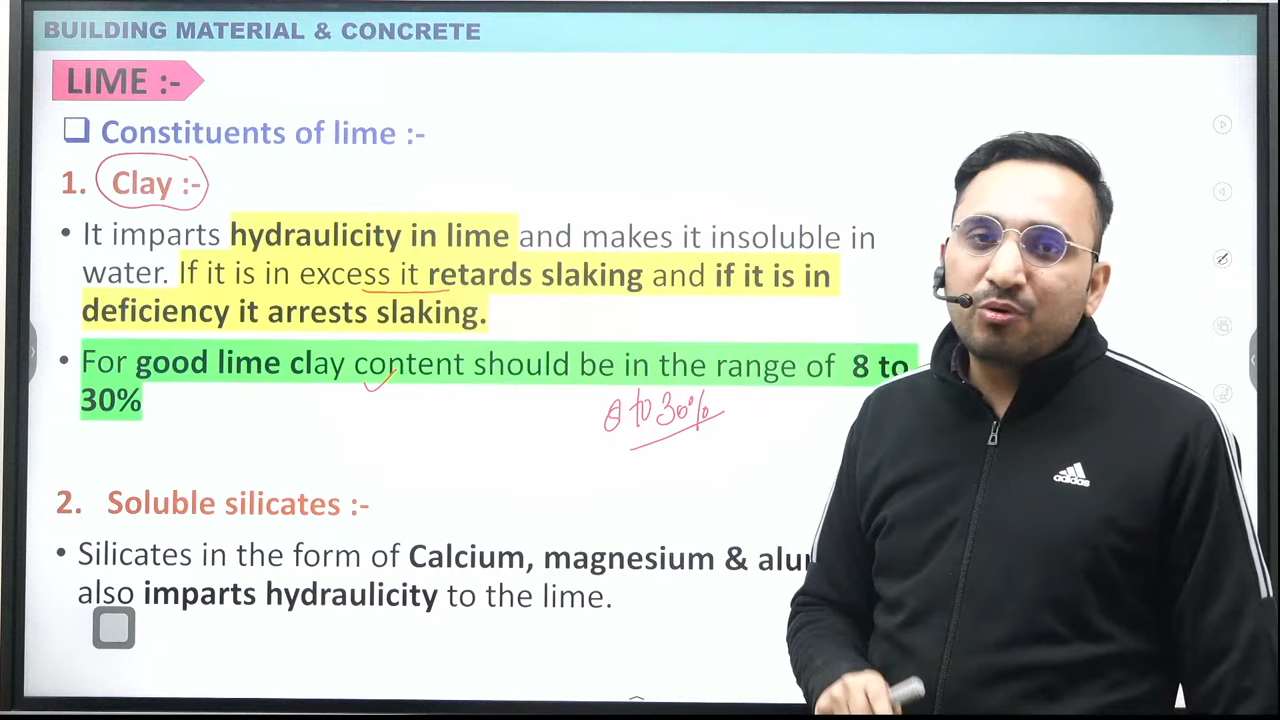 BUILDING MATERIAL & CONCRETE
LIME :-
❑ Constituents of lime :-
1. Clay :-
• It imparts hydraulicity in lime and makes it insoluble in
water. If it is in excess it retards slaking and if it is in
deficiency it arrests slaking.
• For good lime clay content should be in the range of 8 to
30%
8 to 30%
2. Soluble silicates :-
• Silicates in the form of Calcium, magnesium &
also imparts hydraulicity to the lime.
adidas